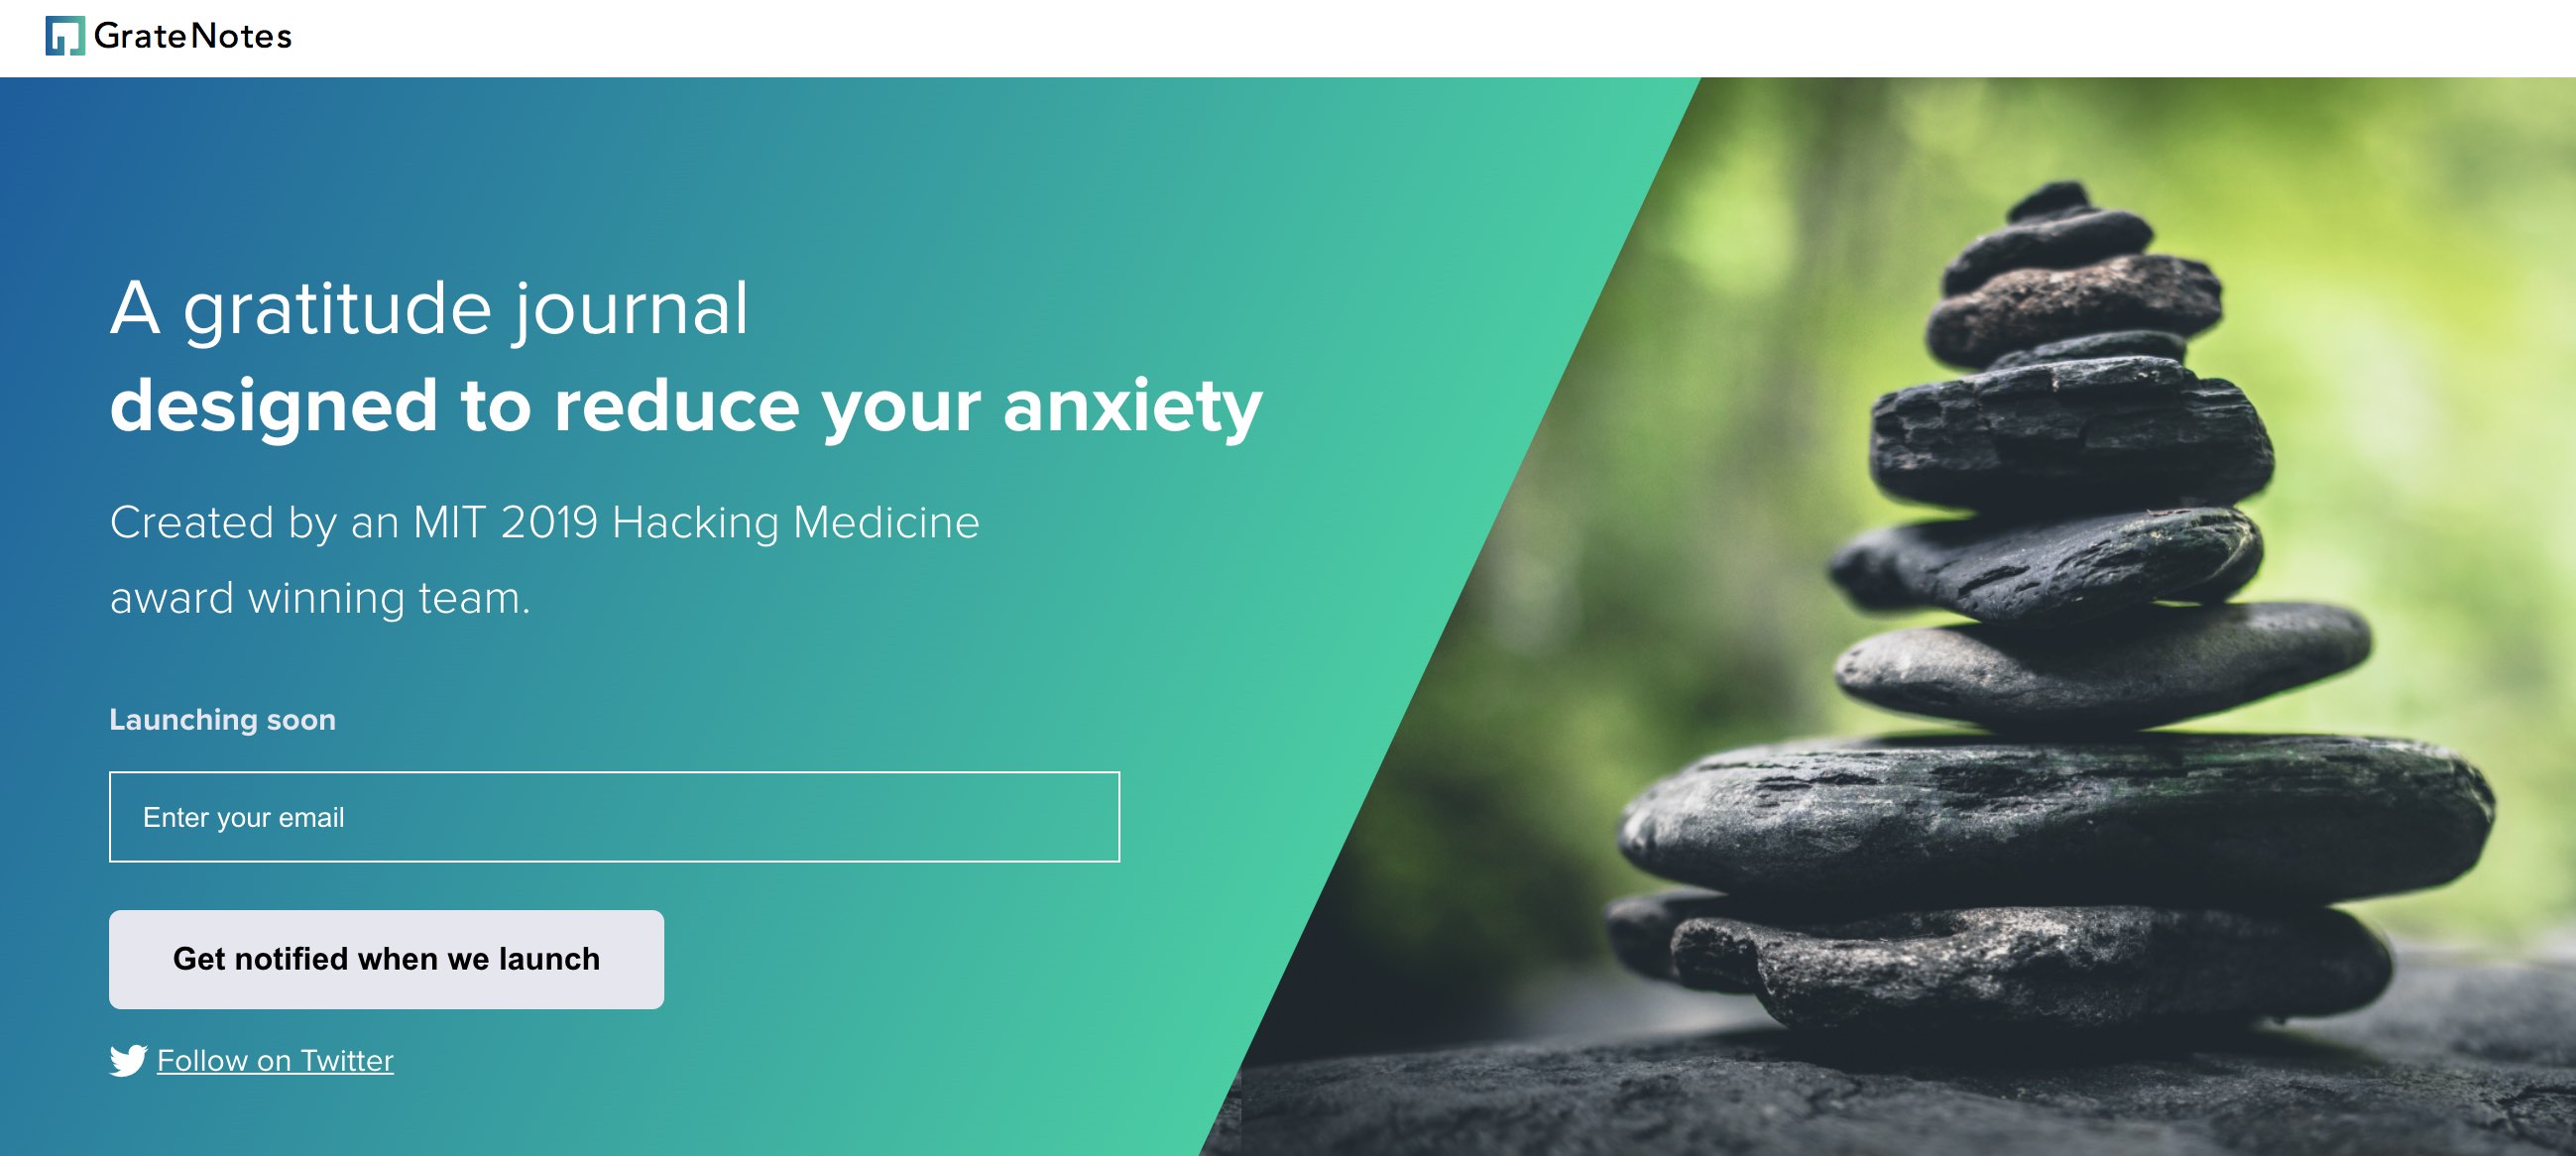 GrateNotes
A gratitude journal
designed to reduce your anxiety
Created by an MIT 2019 Hacking Medicine
award winning team.
Launching soon
Enter your email
Get notified when we launch
Follow on Twitter